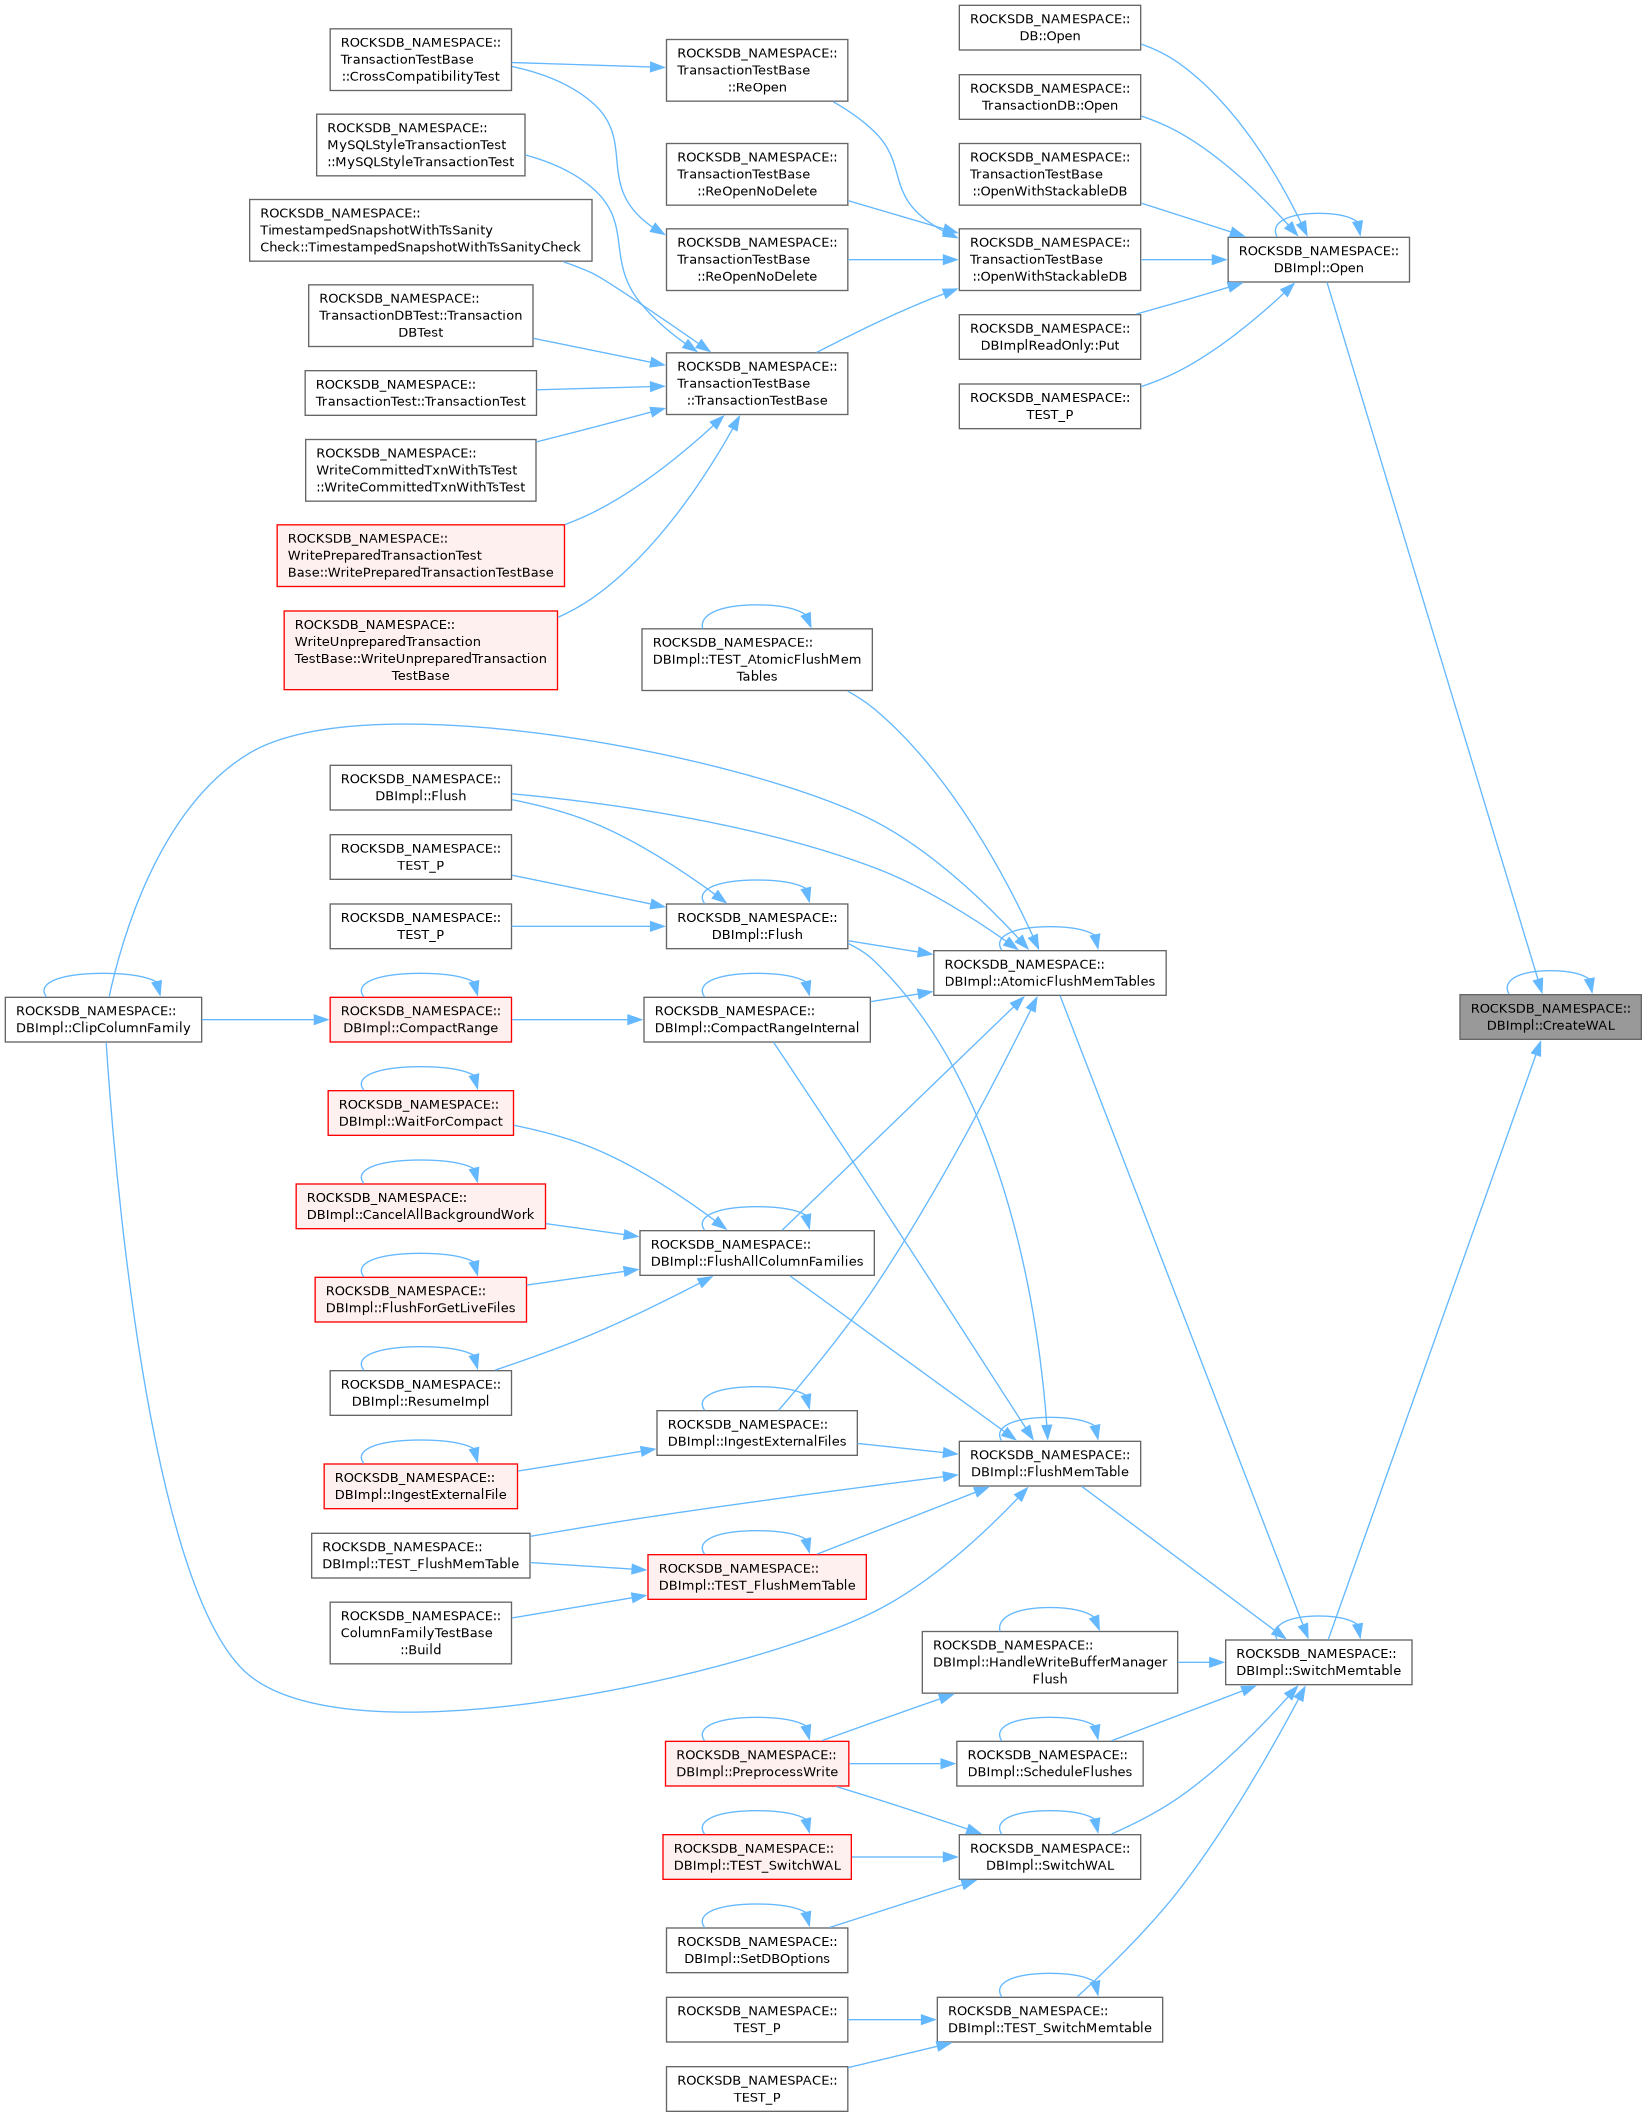 ROCKSDB_NAMESPACE::
DB::Open
ROCKSDB_NAMESPACE::
TransactionDB::Open
ROCKSDB_NAMESPACE::
TransactionTestBase
::OpenWithStackableDB
ROCKSDB_NAMESPACE::
TransactionTestBase
::OpenWithStackableDB
ROCKSDB_NAMESPACE::
DBImplReadOnly::Put
ROCKSDB_NAMESPACE::
TEST_P
ROCKSDB_NAMESPACE::
DBImpl::Open
ROCKSDB_NAMESPACE::
TransactionTestBase
::ReOpen
ROCKSDB_NAMESPACE::
TransactionTestBase
::ReOpenNoDelete
ROCKSDB_NAMESPACE::
TransactionTestBase
::ReOpenNoDelete
ROCKSDB_NAMESPACE::
TransactionTestBase
::TransactionTestBase
ROCKSDB_NAMESPACE::
TransactionTestBase
::CrossCompatibilityTest
ROCKSDB_NAMESPACE::
MySQLStyleTransactionTest
::MySQLStyleTransactionTest
ROCKSDB_NAMESPACE::
TimestampedSnapshotWithTsSanity
Check::TimestampedSnapshotWithTsSanityCheck
ROCKSDB_NAMESPACE::
TransactionDBTest::Transaction
DBTest
ROCKSDB_NAMESPACE::
TransactionTest::TransactionTest
ROCKSDB_NAMESPACE::
WriteCommittedTxnWithTsTest
::WriteCommittedTxnWithTsTest
ROCKSDB_NAMESPACE::
WritePreparedTransactionTest
Base::WritePreparedTransactionTestBase
ROCKSDB_NAMESPACE::
WriteUnpreparedTransaction
TestBase::WriteUnpreparedTransaction
TestBase
ROCKSDB_NAMESPACE::
DBImpl::TEST_AtomicFlushMem
Tables
ROCKSDB_NAMESPACE::
DBImpl::Flush
ROCKSDB_NAMESPACE::
TEST_P
ROCKSDB_NAMESPACE::
TEST_P
ROCKSDB_NAMESPACE::
DBImpl::Flush
ROCKSDB_NAMESPACE::
DBImpl::AtomicFlushMemTables
ROCKSDB_NAMESPACE::
DBImpl::ClipColumnFamily
ROCKSDB_NAMESPACE::
DBImpl::CompactRange
ROCKSDB_NAMESPACE::
DBImpl::CompactRangeInternal
ROCKSDB_NAMESPACE::
DBImpl::CreateWAL
ROCKSDB_NAMESPACE::
DBImpl::WaitForCompact
ROCKSDB_NAMESPACE::
DBImpl::CancelAllBackgroundWork
ROCKSDB_NAMESPACE::
DBImpl::FlushAllColumnFamilies
ROCKSDB_NAMESPACE::
DBImpl::FlushForGetLiveFiles
ROCKSDB_NAMESPACE::
DBImpl::ResumeImpl
ROCKSDB_NAMESPACE::
DBImpl::IngestExternalFiles
ROCKSDB_NAMESPACE::
DBImpl::FlushMemTable
ROCKSDB_NAMESPACE::
DBImpl::IngestExternalFile
ROCKSDB_NAMESPACE::
DBImpl::TEST_FlushMemTable
ROCKSDB_NAMESPACE::
DBImpl::TEST_FlushMemTable
ROCKSDB_NAMESPACE::
ColumnFamilyTestBase
::Build
ROCKSDB_NAMESPACE::
DBImpl::HandleWriteBufferManager
Flush
ROCKSDB_NAMESPACE::
DBImpl::SwitchMemtable
ROCKSDB_NAMESPACE::
DBImpl::PreprocessWrite
ROCKSDB_NAMESPACE::
DBImpl::ScheduleFlushes
ROCKSDB_NAMESPACE::
DBImpl::TEST_SwitchWAL
ROCKSDB_NAMESPACE::
DBImpl::SwitchWAL
ROCKSDB_NAMESPACE::
DBImpl::SetDBOptions
ROCKSDB_NAMESPACE::
TEST_P
ROCKSDB_NAMESPACE::
DBImpl::TEST_SwitchMemtable
ROCKSDB_NAMESPACE::
TEST_P